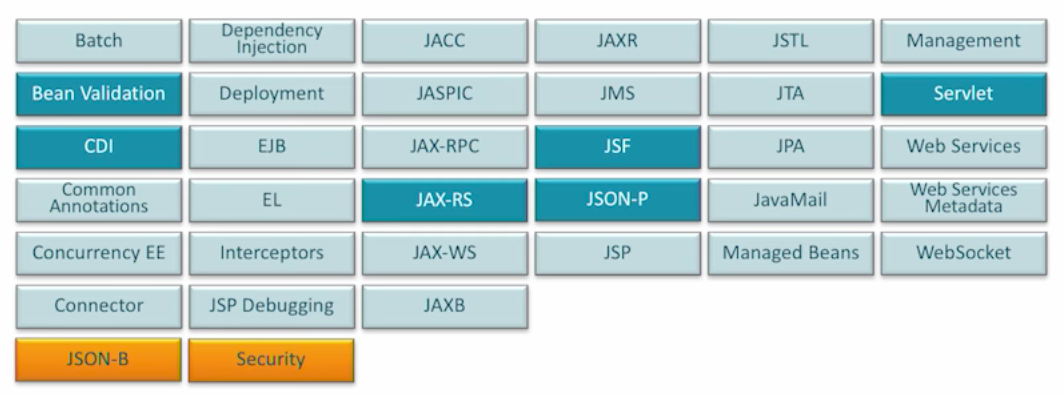 Batch
Dependency
Injection
JACC
JAXR
JSTL
Management
Bean Validation
Deployment
JASPIC
JMS
JTA
Servlet
CDI
EJB
JAX-RPC
JSF
JPA
Web Services
Common
Annotations
EL
JAX-RS
JSON-P
JavaMail
Web Services
Metadata
Concurrency EE
Interceptors
JAX-WS
JSP
Managed Beans
WebSocket
Connector
JSP Debugging
JAXB
JSON-B
Security